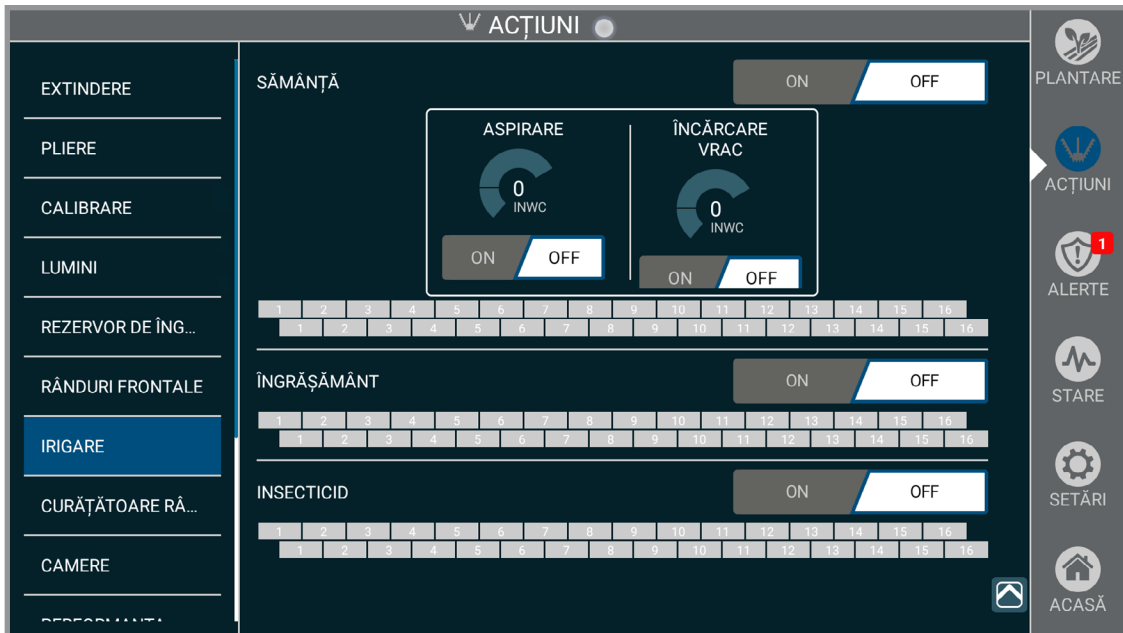 ACȚIUNI
EXTINDERE
PLIERE
CALIBRARE
LUMINI
REZERVOR DE ÎNG...
RÂNDURI FRONTALE
IRIGARE
CURĂȚĂTOARE RÂ...
CAMERE
SĂMÂNȚĂ
ON OFF
ASPIRARE
0
INWC
ON OFF
ÎNCĂRCARE
VRAC
0
INWC
ON OFF
1 2 3 4 5 6 7 8 9 10 11 12 13 14 15 16
1 2 3 4 5 6 7 8 9 10 11 12 13 14 15 16
ÎNGRĂȘĂMÂNT
ON OFF
1 2 3 4 5 6 7 8 9 10 11 12 13 14 15 16
1 2 3 4 5 6 7 8 9 10 11 12 13 14 15 16
INSECTICID
ON OFF
1 2 3 4 5 6 7 8 9 10 11 12 13 14 15 16
1 2 3 4 5 6 7 8 9 10 11 12 13 14 15 16
PLANTARE
ACȚIUNI
1
ALERTE
STARE
SETĂRI
ACASĂ